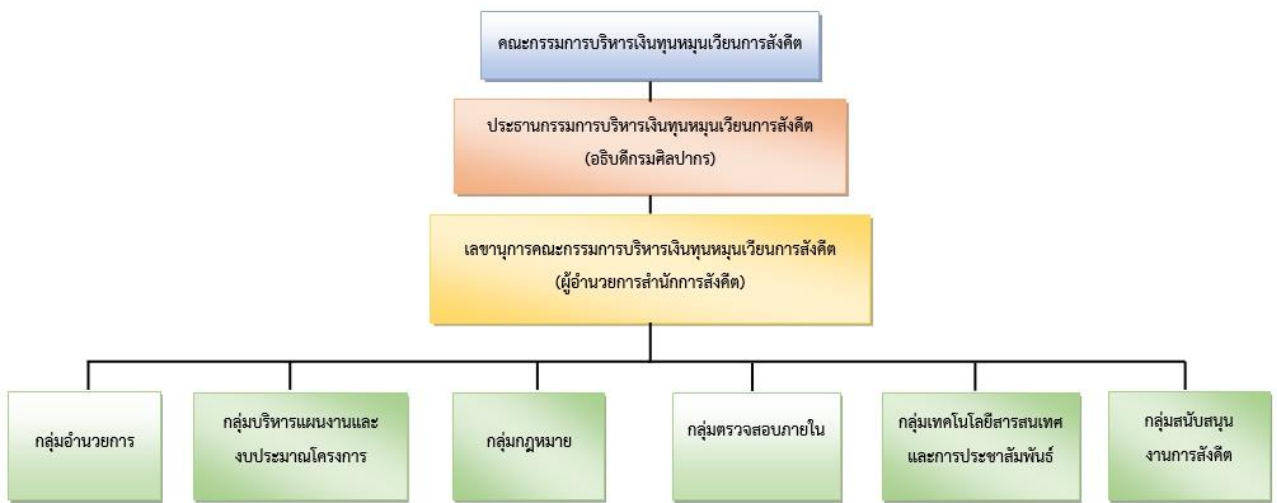 คณะกรรมการบริหารเงินทุนหมุนเวียนการสังคีต
ประธานกรรมการบริหารเงินทุนหมุนเวียนการสังคีต
(อธิบดีกรมศิลปากร)
เลขานุการคณะกรรมการบริหารเงินทุนหมุนเวียนการสังคีต
(ผู้อำนวยการสำนักการสังคีต)
กลุ่มอำนวยการ
กลุ่มบริหารแผนงานและ
งบประมาณโครงการ
กลุ่มกฎหมาย
กลุ่มตรวจสอบภายใน
กลุ่มเทคโนโลยีสารสนเทศ
และการประชาสัมพันธ์
กลุ่มสนับสนุน
งานการสังคีต